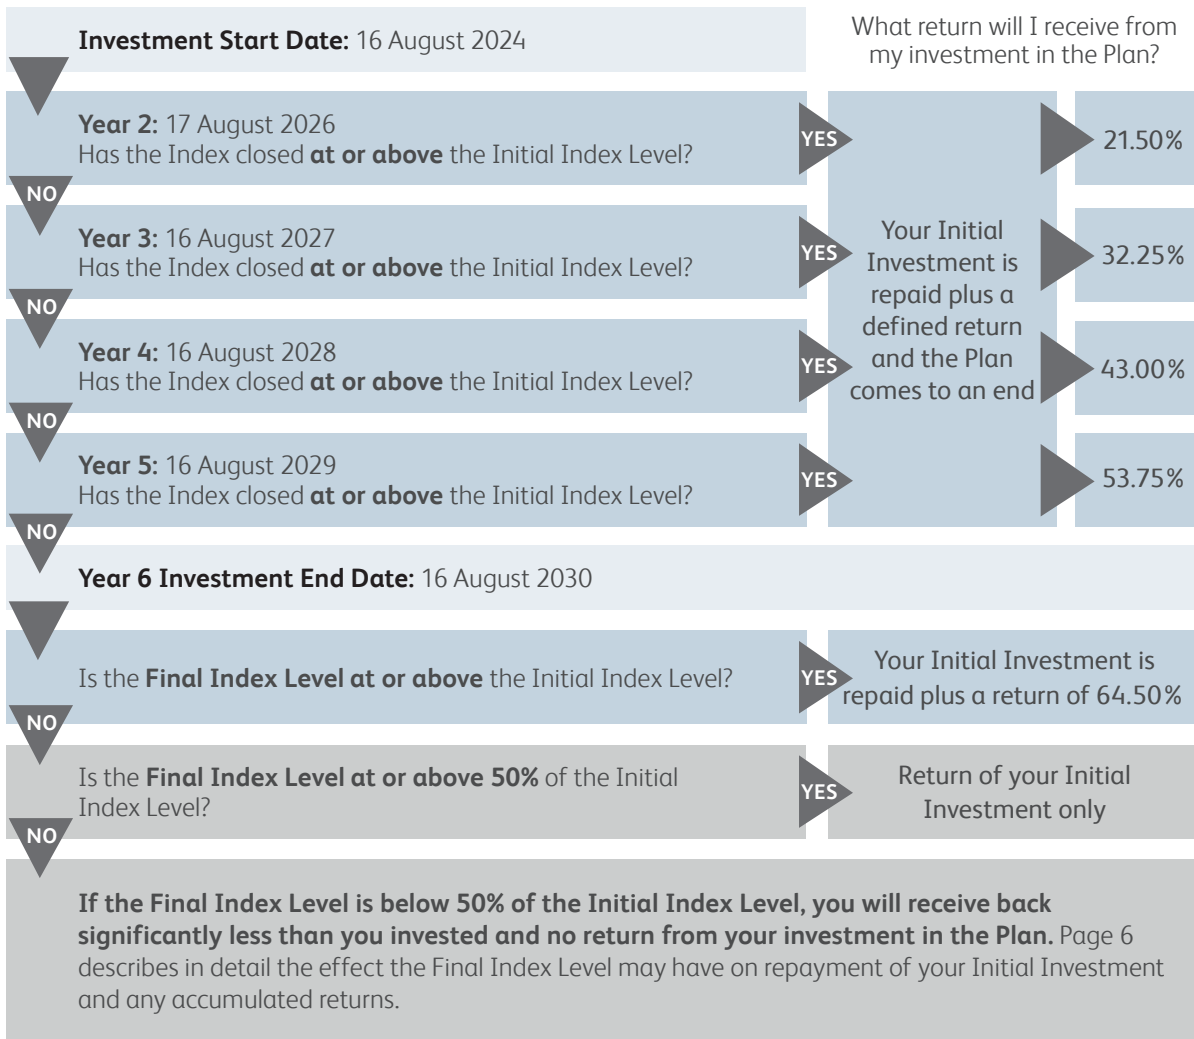 Investment Start Date: 16 August 2024
What return will I receive from
my investment in the Plan?
Year 2: 17 August 2026
Has the Index closed at or above the Initial Index Level?
YES
21.50%
NO
Year 3: 16 August 2027
Has the Index closed at or above the Initial Index Level?
YES
32.25%
NO
Year 4: 16 August 2028
Has the Index closed at or above the Initial Index Level?
YES
43.00%
NO
Year 5: 16 August 2029
Has the Index closed at or above the Initial Index Level?
YES
53.75%
Your Initial
Investment is
repaid plus a
defined return
and the Plan
comes to an end
NO
Year 6 Investment End Date: 16 August 2030
Is the Final Index Level at or above the Initial Index Level?
YES
Your Initial Investment is
repaid plus a return of 64.50%
NO
Is the Final Index Level at or above 50% of the Initial
Index Level?
YES
Return of your Initial
Investment only
NO
If the Final Index Level is below 50% of the Initial Index Level, you will receive back
significantly less than you invested and no return from your investment in the Plan. Page 6
describes in detail the effect the Final Index Level may have on repayment of your Initial Investment
and any accumulated returns.